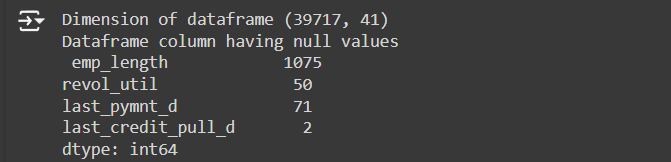 Dimension of dataframe (39717, 41)
Dataframe column having null values
emp_length 1075
revol_util 50
last_pymnt_d 71
last_credit_pull_d 2
dtype: int64